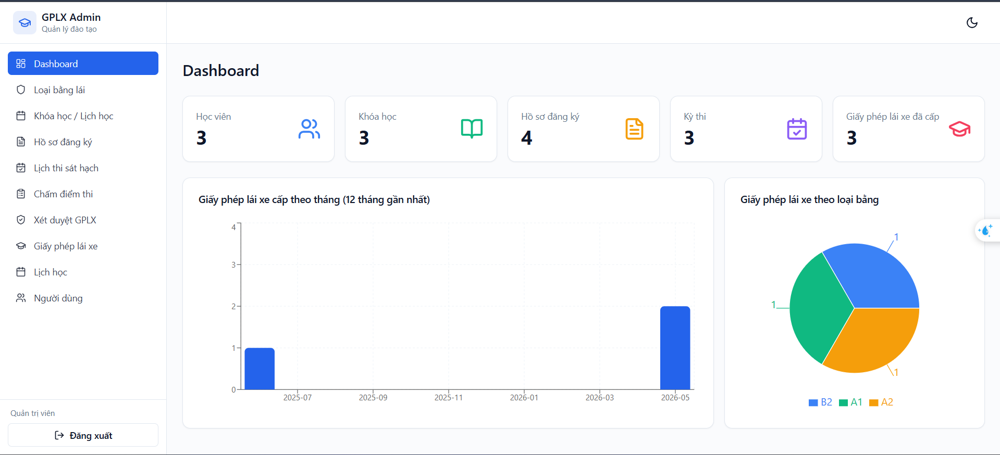 GPLX Admin
Quản lý đào tạo
Dashboard
Loại bằng lái
Khóa học / Lịch học
Hồ sơ đăng ký
Lịch thi sát hạch
Chấm điểm thi
Xét duyệt GPLX
Giấy phép lái xe
Lịch học
Người dùng
Quản trị viên
Đăng xuất
Dashboard
Học viên
3
Khóa học
3
Hồ sơ đăng ký
4
Kỳ thi
3
Giấy phép lái xe đã cấp
3
Giấy phép lái xe cấp theo tháng (12 tháng gần nhất)
4
3
2
1
0
2025-07 2025-09 2025-11 2026-01 2026-03 2026-05
Giấy phép lái xe theo loại bằng
1
1
1
B2 A1 A2